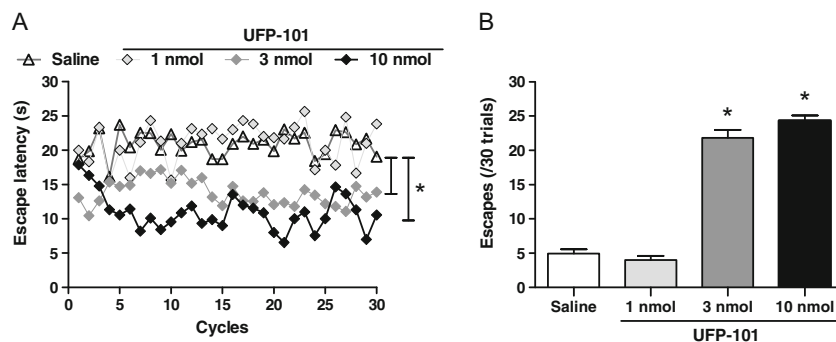 A
UFP-101
Saline 1 nmol 3 nmol 10 nmol
Escape latency (s)
30
25
20
15
10
5
0
*
0 5 10 15 20 25 30
Cycles
B
Escapes (/30 trials)
30
25
20
15
10
5
0
*
*
Saline 1 nmol 3 nmol 10 nmol
UFP-101